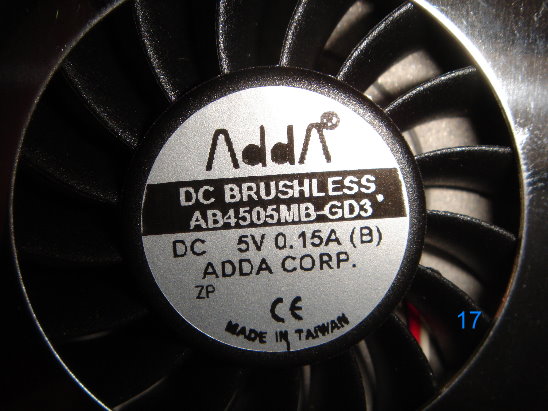 AddA
DC BRUSHLESS
AB4505MB-GD3
DC 5V 0.15A (B)
ADDA CORP.
ZP
CE
MADE IN TAIWAN
17